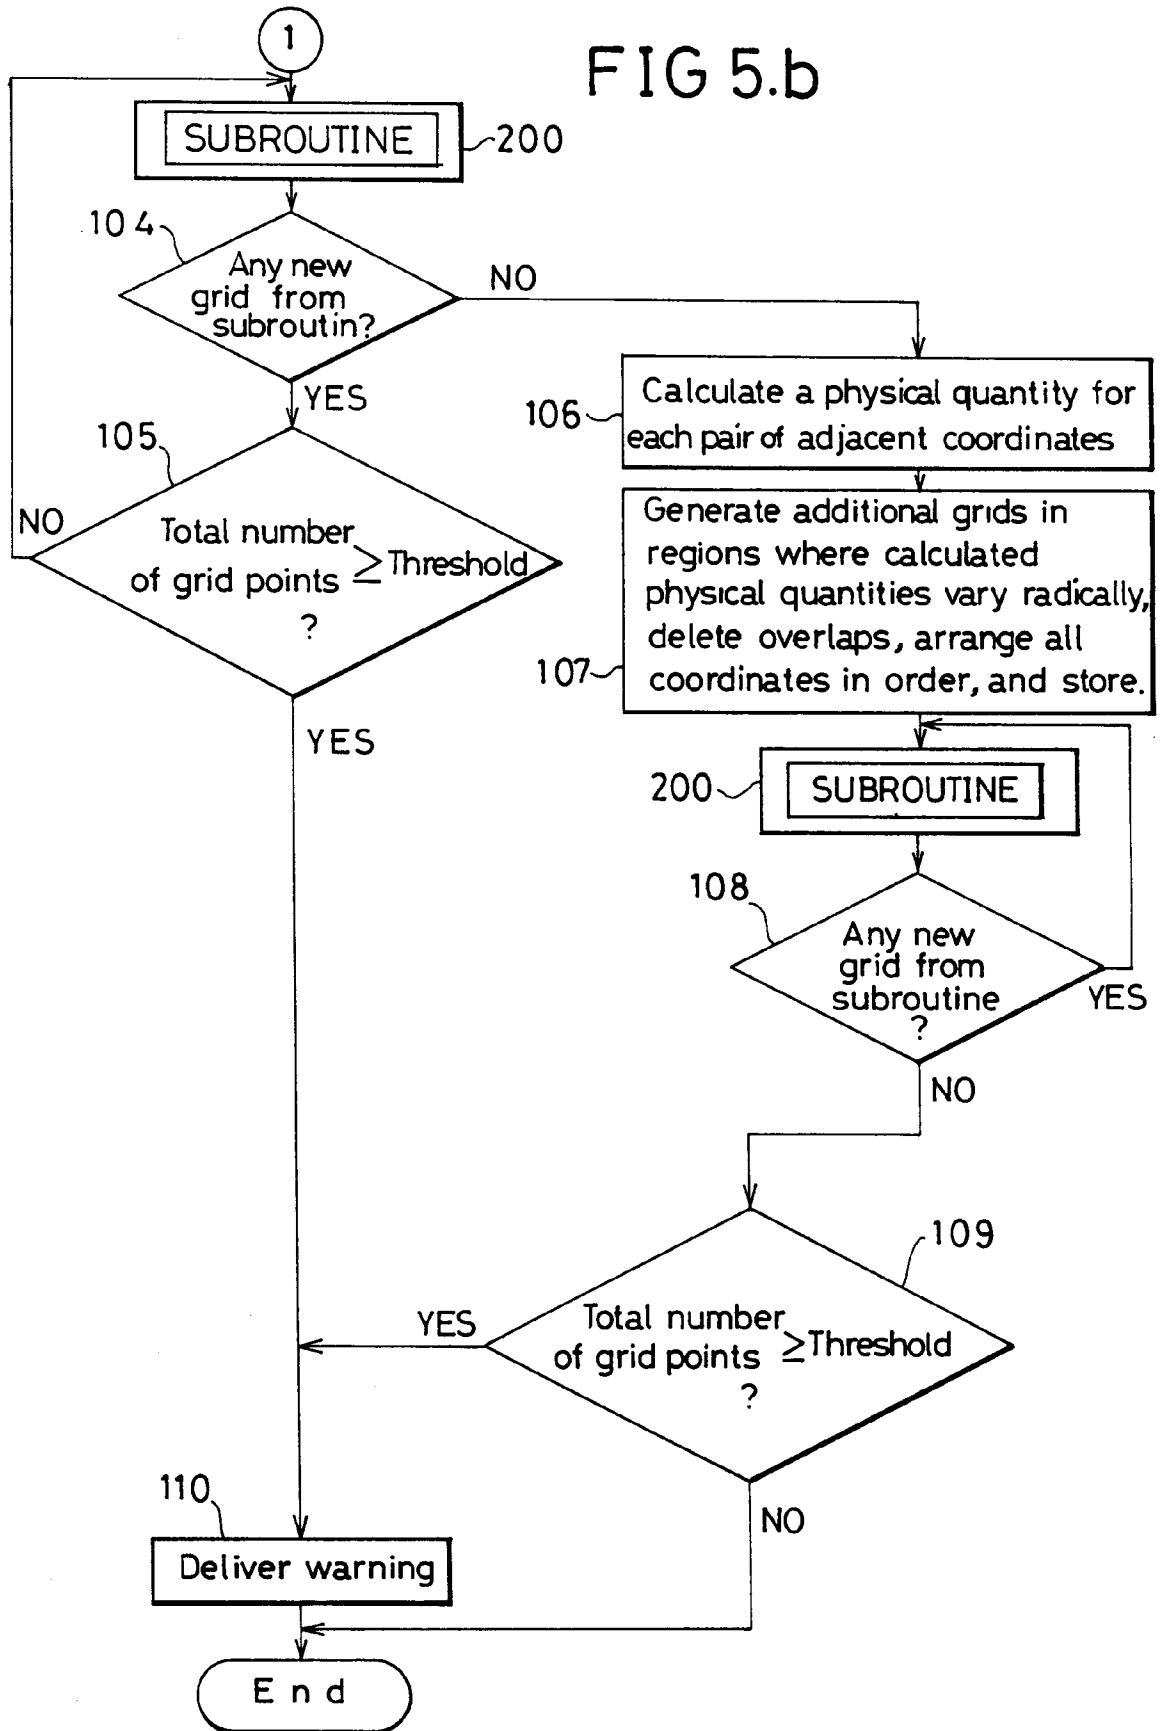 1
FIG 5.b
SUBROUTINE
200
104
Any new
grid from
subroutin?
NO
YES
105
NO
Total number
of grid points ≥ Threshold
?
YES
106
Calculate a physical quantity for
each pair of adjacent coordinates
Generate additional grids in
regions where calculated
physical quantities vary radically,
delete overlaps, arrange all
107
coordinates in order, and store.
200
SUBROUTINE
108
Any new
grid from
subroutine
?
YES
NO
109
YES
Total number
of grid points ≥ Threshold
?
NO
110
Deliver warning
End